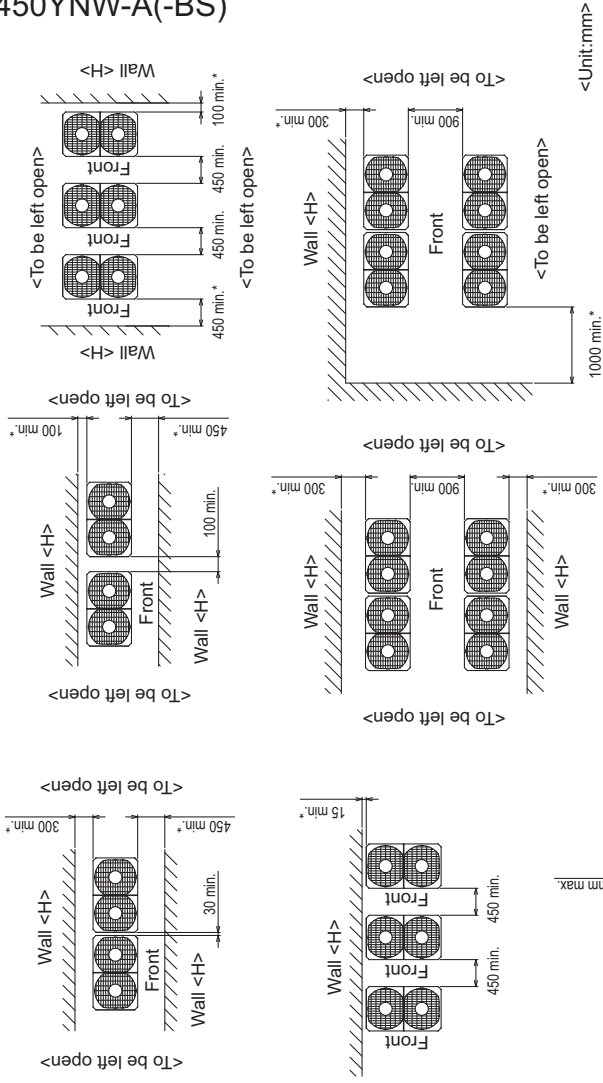 450YNW-A(-BS)
Wall <H>
100 min.*
<To be left open>
Front
450 min.
Front
450 min.
Front
450 min.*
<To be left open>
Wall <H>
<Unit:mm>
<To be left open>
300 min.*
900 min.
Wall <H>
Front
<To be left open>
1000 min.*
<To be left open>
<To be left open>
100 min.*
450 min.*
Wall <H>
100 min.
Front
Wall <H>
<To be left open>
<To be left open>
300 min.*
900 min.
300 min.*
Wall <H>
Front
Wall <H>
<To be left open>
<To be left open>
300 min.*
450 min.*
Wall <H>
30 min.
Front
Wall <H>
<To be left open>
15 min.*
Wall <H>
Front
450 min.
Front
450 min.
Front
max.